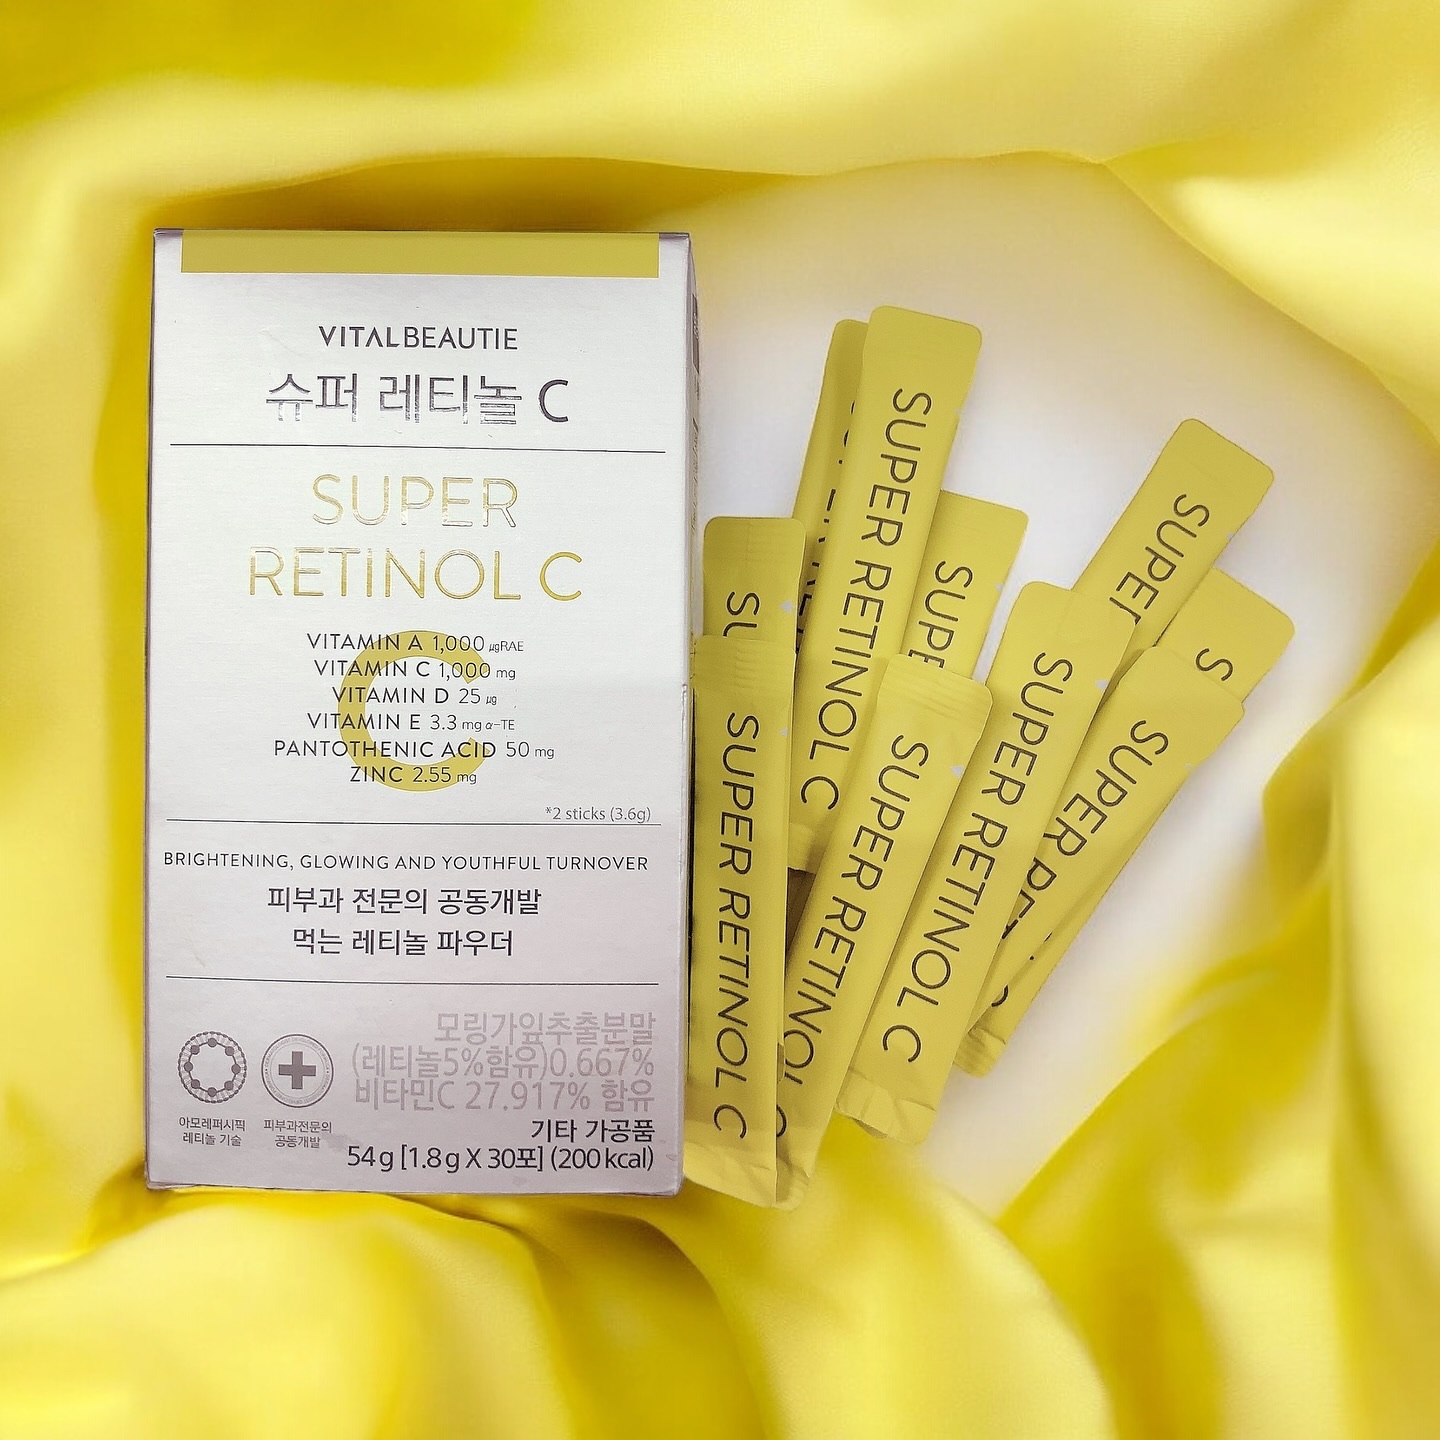 VITALBEAUTIE
슈퍼 레티놀 C
SUPER
RETINOL C
VITAMIN A 1,000 μgRAE
VITAMIN C 1,000 mg
VITAMIN D 25 μg
VITAMIN E 3.3 mg α-TE
PANTOTHENIC ACID 50 mg
ZINC 2.55 mg
*2 sticks (3.6g)
BRIGHTENING, GLOWING AND YOUTHFUL TURNOVER
피부과 전문의 공동개발
먹는 레티놀 파우더
모링가잎추출분말
(레티놀5%함유)0.667%
비타민C 27.917% 함유
기타 가공품
54g [1.8g X 30포] (200kcal)
아모레퍼시픽
레티놀 기술
피부과전문의
공동개발
SUPER RETINOL C
SUPE
SUPER
S
SU
SUPER RETINOL C
SUPER RETINOL C
SUPER RETINOL C
SUPER RE